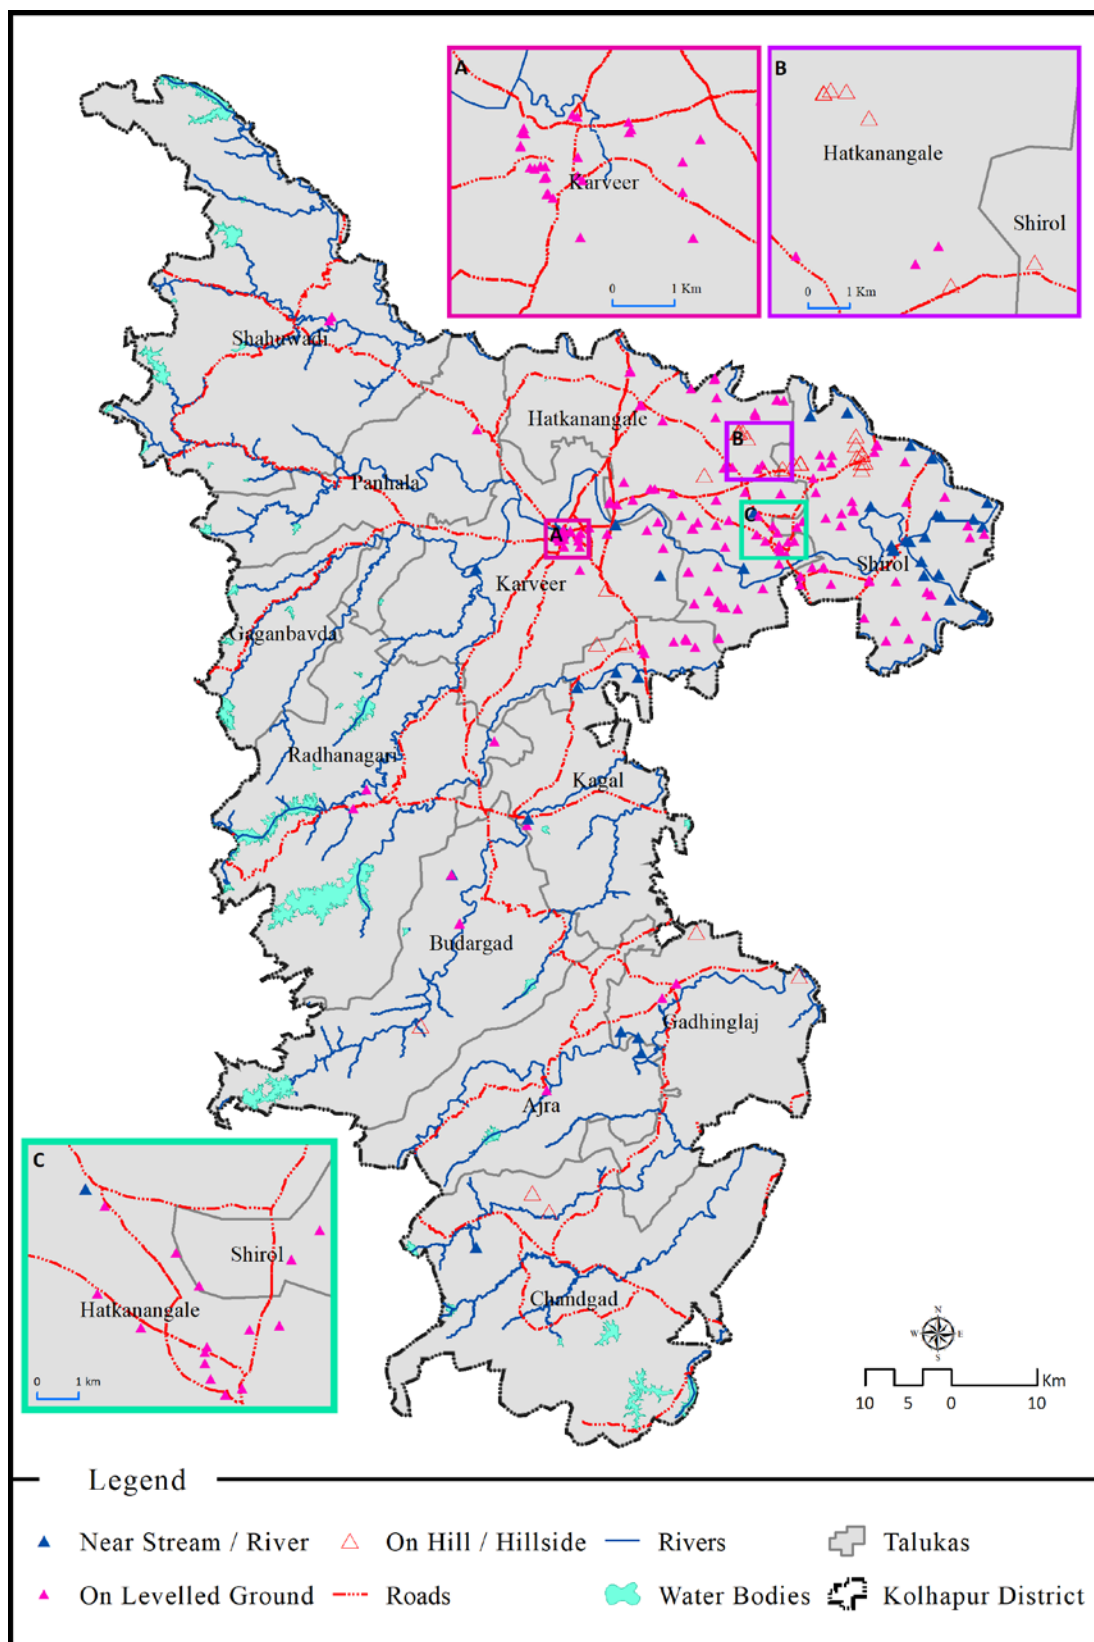 A
Karveer
0 1 Km
B
Hatkanangale
Shirol
0 1 Km
Shahuwadi
Hatkanangale
B
Panhala
C
A
Shirol
Karveer
Gaganbavda
Radhanagari
Kagal
Budargad
Gadhinglaj
Ajra
C
Shirol
Hatkanangale
0 1 km
Chandgad
N
W E
S
Km
10 5 0 10
Legend
Near Stream / River On Hill / Hillside Rivers Talukas
On Levelled Ground Roads Water Bodies Kolhapur District